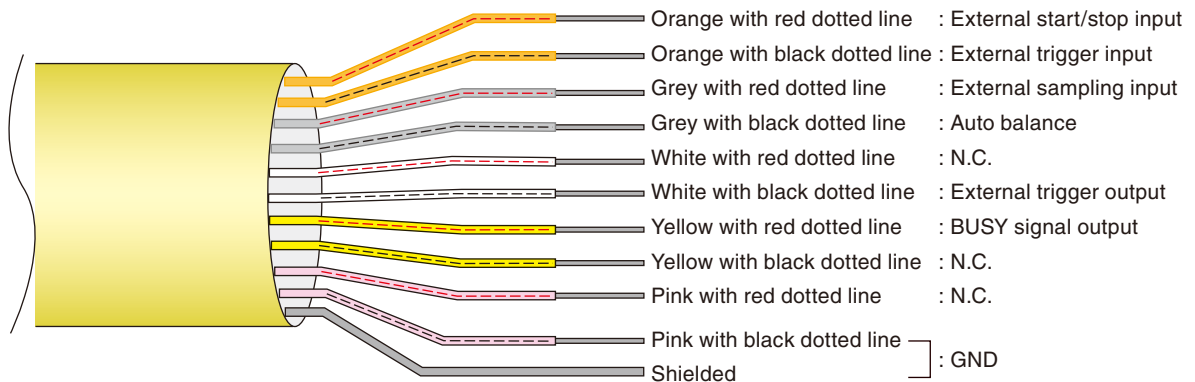 Orange with red dotted line : External start/stop input
Orange with black dotted line : External trigger input
Grey with red dotted line : External sampling input
Grey with black dotted line : Auto balance
White with red dotted line : N.C.
White with black dotted line : External trigger output
Yellow with red dotted line : BUSY signal output
Yellow with black dotted line : N.C.
Pink with red dotted line : N.C.
Pink with black dotted line
: GND
Shielded